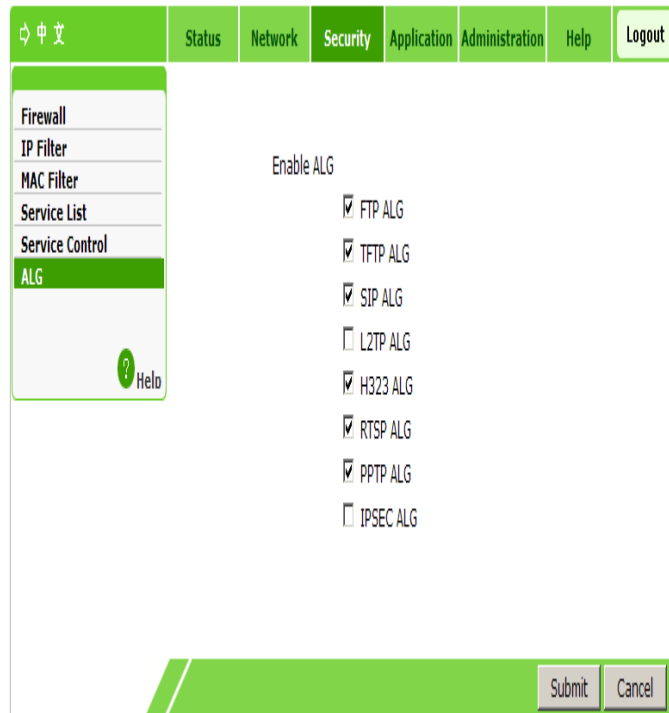 中文 Status Network Security Application Administration Help Logout
Firewall
IP Filter
MAC Filter
Service List
Service Control
ALG
? Help
Enable ALG
FTP ALG
TFTP ALG
SIP ALG
L2TP ALG
H323 ALG
RTSP ALG
PPTP ALG
IPSEC ALG
Submit Cancel